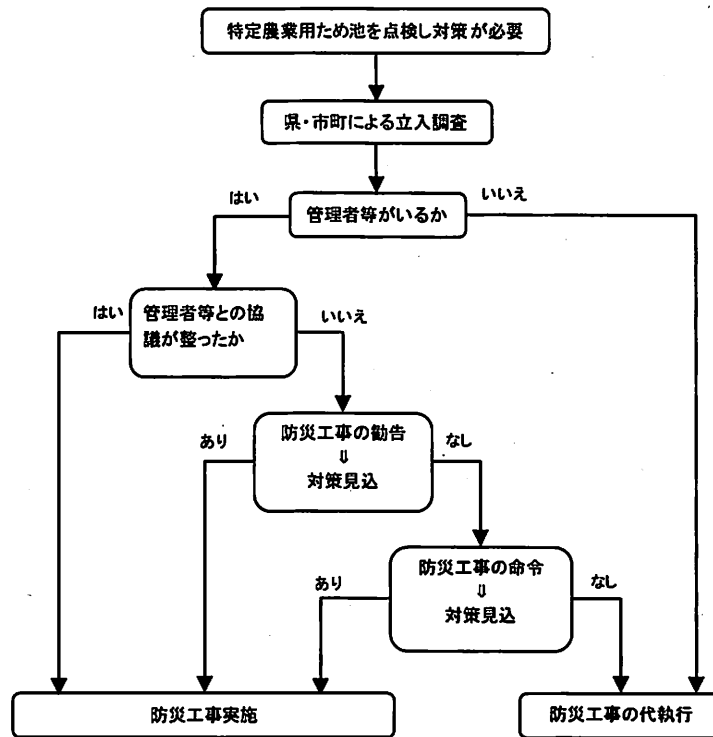 特定農業用ため池を点検し対策が必要
県・市町による立入調査
はい
いいえ
管理者等がいるか
はい
管理者等との協
議が整ったか
いいえ
あり
防災工事の勧告
⇓
対策見込
なし
あり
防災工事の命令
⇓
対策見込
なし
防災工事実施
防災工事の代執行